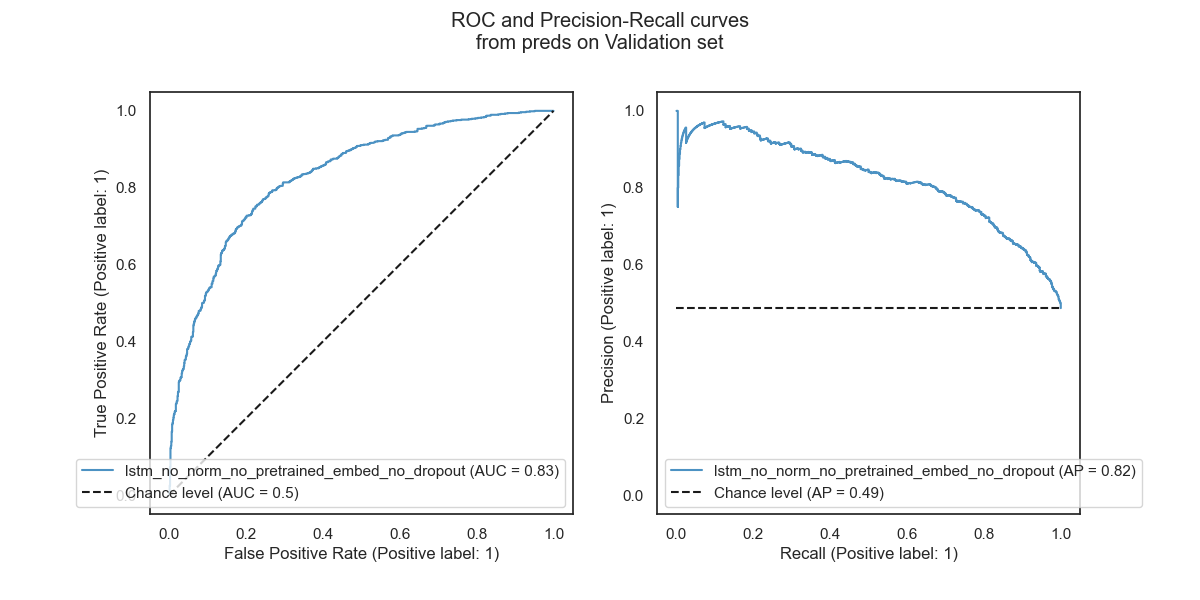 ROC and Precision-Recall curves
from preds on Validation set
True Positive Rate (Positive label: 1)
1.0
0.8
0.6
0.4
0.2
0.0
lstm_no_norm_no_pretrained_embed_no_dropout (AUC = 0.83)
Chance level (AUC = 0.5)
0.0 0.2 0.4 0.6 0.8 1.0
False Positive Rate (Positive label: 1)
Precision (Positive label: 1)
1.0
0.8
0.6
0.4
0.2
0.0
lstm_no_norm_no_pretrained_embed_no_dropout (AP = 0.82)
Chance level (AP = 0.49)
0.0 0.2 0.4 0.6 0.8 1.0
Recall (Positive label: 1)